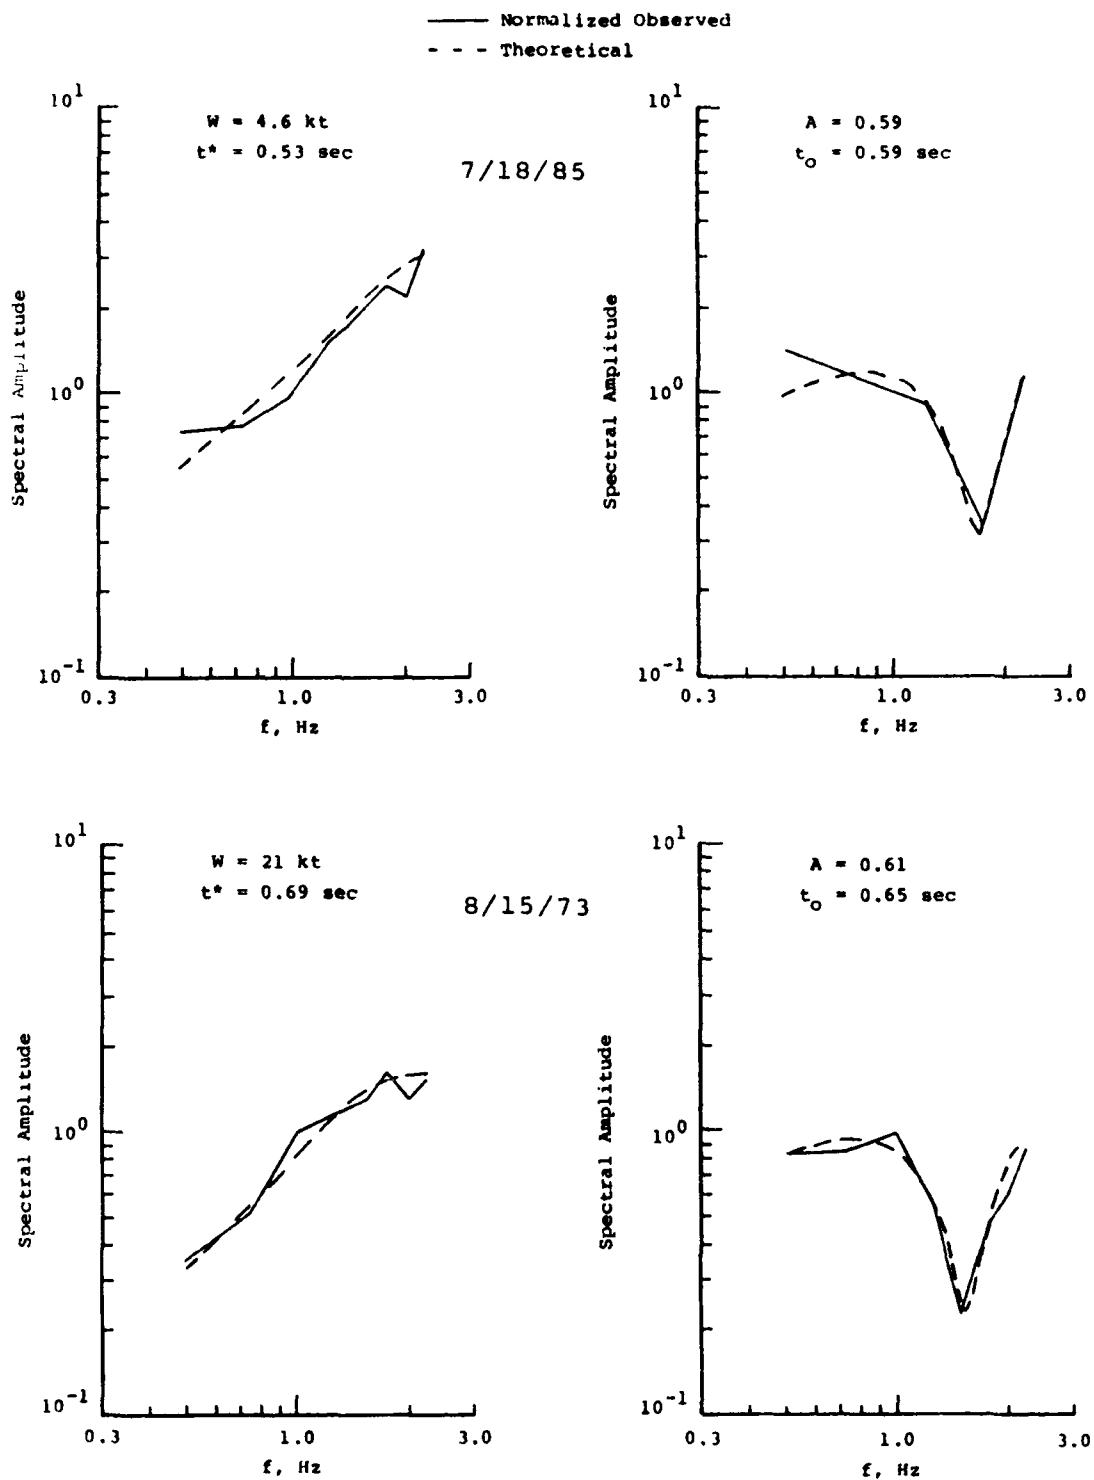 Normalized Observed
Theoretical
10^1
W = 4.6 kt
t* = 0.53 sec
7/18/85
Spectral Amplitude
10^0
10^-1
0.3
1.0
3.0
f, Hz
10^1
A = 0.59
t_o = 0.59 sec
Spectral Amplitude
10^0
10^-1
0.3
1.0
3.0
f, Hz
10^1
W = 21 kt
t* = 0.69 sec
8/15/73
Spectral Amplitude
10^0
10^-1
0.3
1.0
3.0
f, Hz
10^1
A = 0.61
t_o = 0.65 sec
Spectral Amplitude
10^0
10^-1
0.3
1.0
3.0
f, Hz